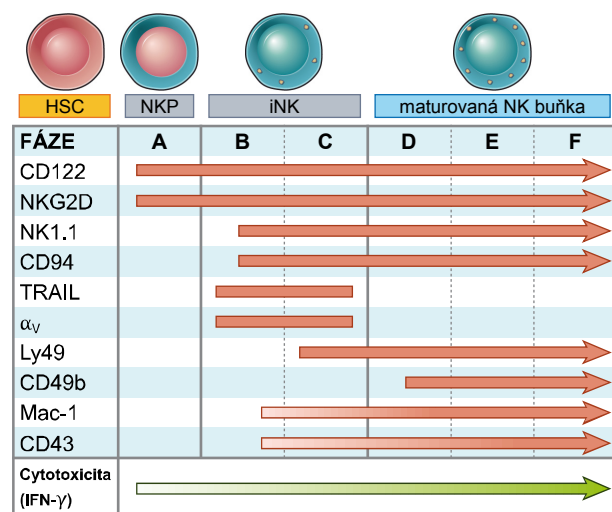 HSC NKP iNK maturovaná NK buňka
FÁZE A B C D E F
CD122
NKG2D
NK1.1
CD94
TRAIL
αV
Ly49
CD49b
Mac-1
CD43
Cytotoxicita
(IFN-γ)